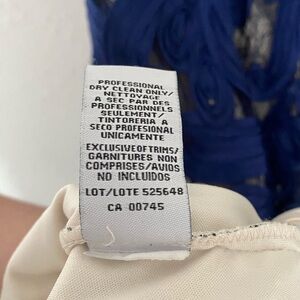 PROFESSIONAL
DRY CLEAN ONLY/
NETTOYAGE
A SEC PAR DES
PROFESSIONNELS
SEULEMENT/
TINTORERIA A
SECO PROFESIONAL
UNICAMENTE
EXCLUSIVE OF TRIMS/
GARNITURES NON
COMPRISES/AVIOS
NO INCLUIDOS
LOT/LOTE 525648
CA 00745